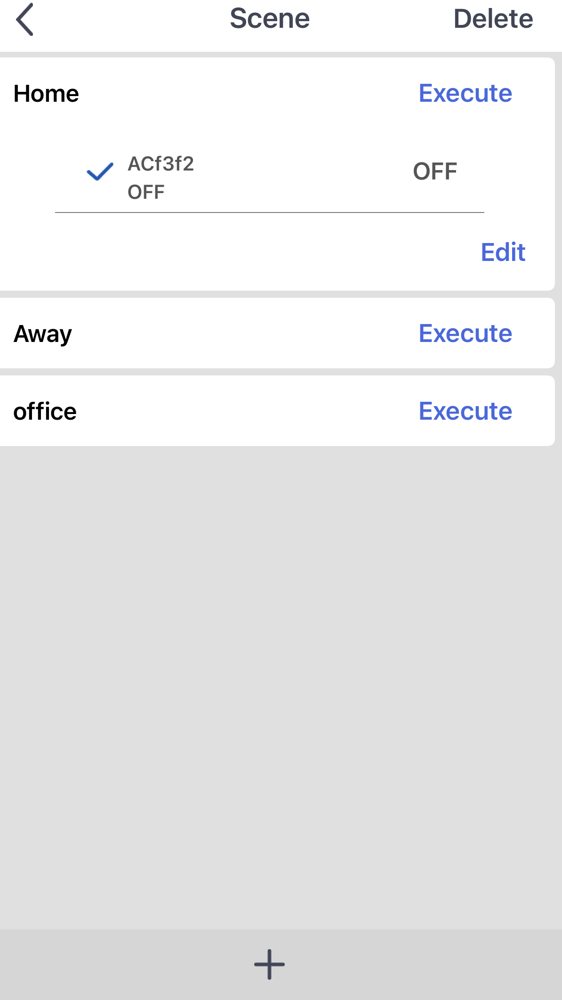 Scene Delete
Home Execute
ACf3f2
OFF
OFF
Edit
Away Execute
office Execute